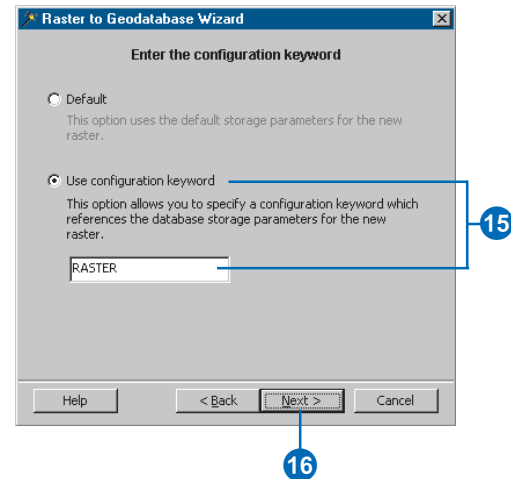 Raster to Geodatabase Wizard
Enter the configuration keyword
Default
This option uses the default storage parameters for the new
raster.
Use configuration keyword
This option allows you to specify a configuration keyword which
references the database storage parameters for the new
raster.
15
RASTER
Help
< Back
Next >
Cancel
16